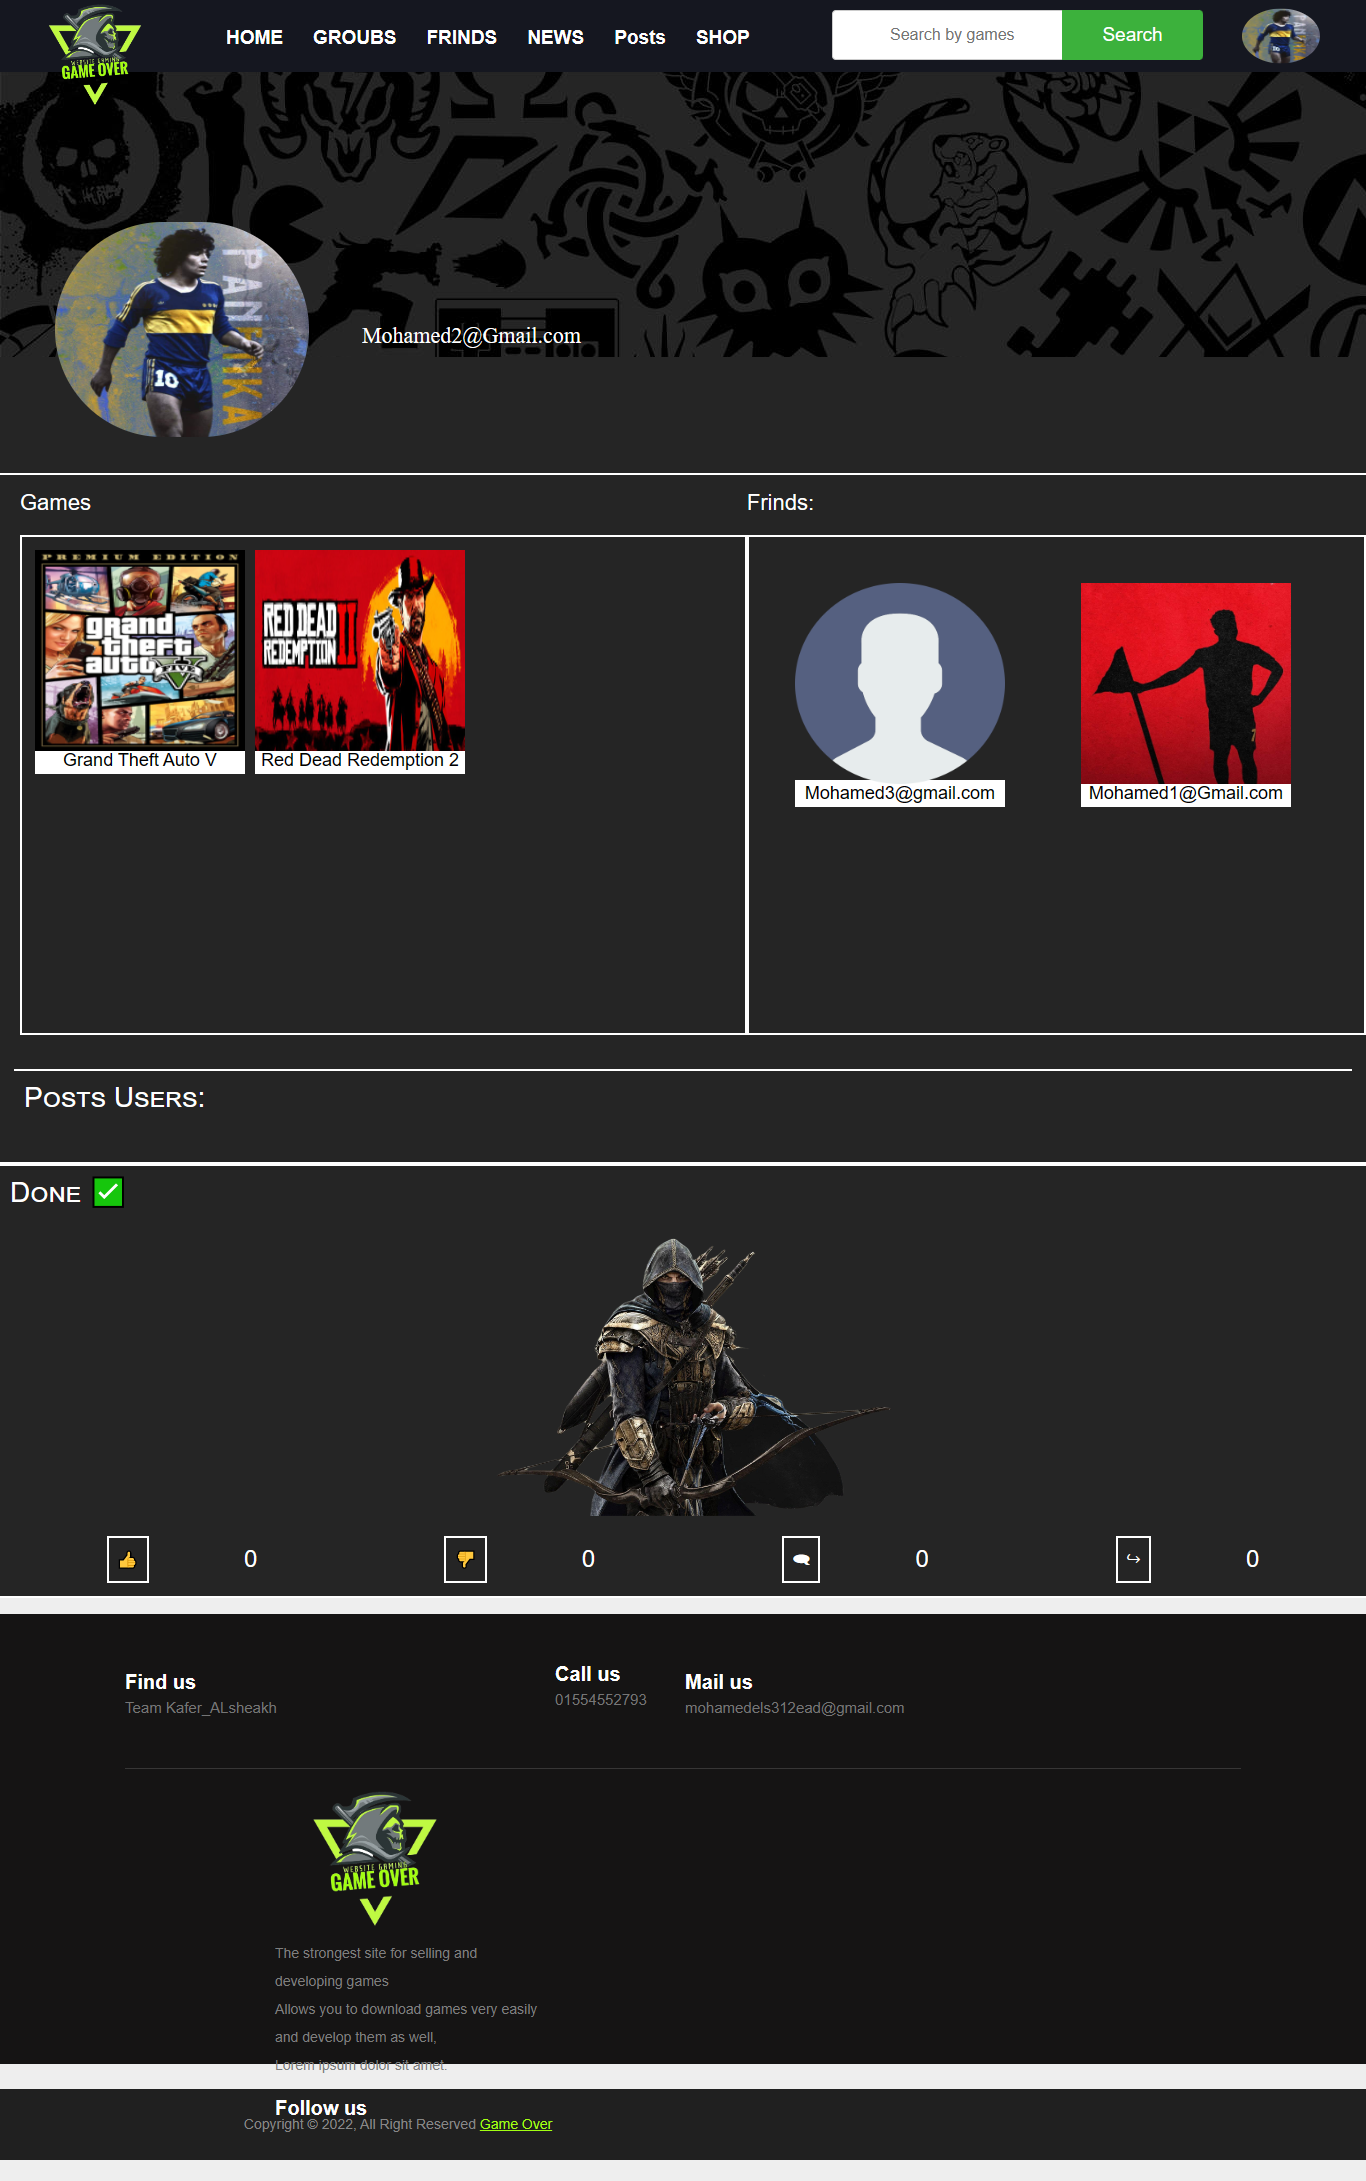 WEBSITE GAMING
GAME OVER
HOME GROUBS FRINDS NEWS Posts SHOP
Search by games
Search
PANENKA
10
Mohamed2@Gmail.com
Games
Frinds:
PREMIUM EDITION
grand
theft
auto
FIVE
Grand Theft Auto V
RED DEAD
REDEMPTION II
Red Dead Redemption 2
Mohamed3@gmail.com
7
Mohamed1@Gmail.com
Posts Users:
Done ✅
👍 0 👎 0 🗨 0 ↪ 0
Find us
Team Kafer_ALsheakh
Call us
01554552793
Mail us
mohamedels312ead@gmail.com
WEBSITE GAMING
GAME OVER
The strongest site for selling and
developing games
Allows you to download games very easily
and develop them as well,
Lorem ipsum dolor sit amet.
Follow us
Copyright © 2022, All Right Reserved Game Over